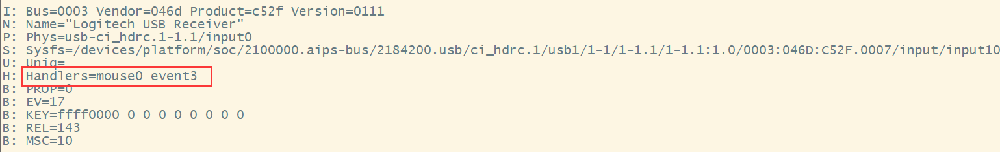 I: Bus=0003 Vendor=046d Product=c52f Version=0111
N: Name="Logitech USB Receiver"
P: Phys=usb-ci_hdrc.1-1.1/input0
S: Sysfs=/devices/platform/soc/2100000.aips-bus/2184200.usb/ci_hdrc.1/usb1/1-1/1-1.1/1-1.1:1.0/0003:046D:C52F.0007/input/input10
U: Uniq=
H: Handlers=mouse0 event3
B: PROP=0
B: EV=17
B: KEY=ffff0000 0 0 0 0 0 0 0 0
B: REL=143
B: MSC=10